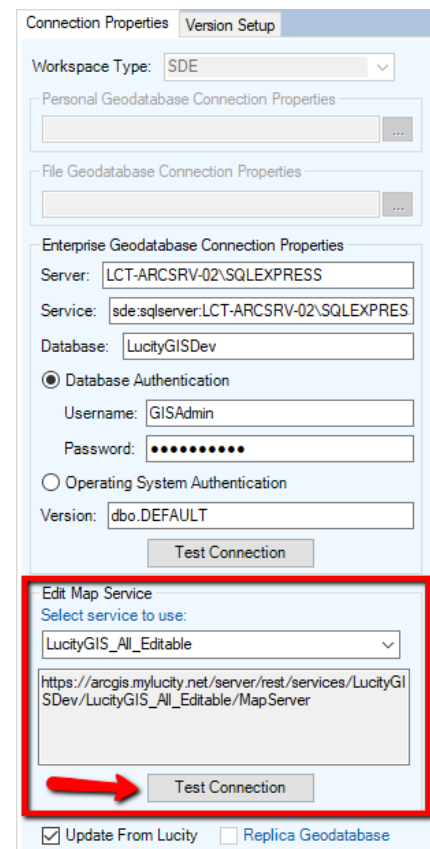 Connection Properties Version Setup
Workspace Type: SDE
Personal Geodatabase Connection Properties
...
File Geodatabase Connection Properties
...
Enterprise Geodatabase Connection Properties
Server: LCT-ARCSRV-02\SQLEXPRESS
Service: sde:sqlserver:LCT-ARCSRV-02\SQLEXPRES
Database: LucityGISDev
Database Authentication
Username: GISAdmin
Password: ●●●●●●●●●●
Operating System Authentication
Version: dbo.DEFAULT
Test Connection
Edit Map Service
Select service to use:
LucityGIS_All_Editable
https://arcgis.mylucity.net/server/rest/services/LucityGI
SDev/LucityGIS_All_Editable/MapServer
Test Connection
Update From Lucity Replica Geodatabase